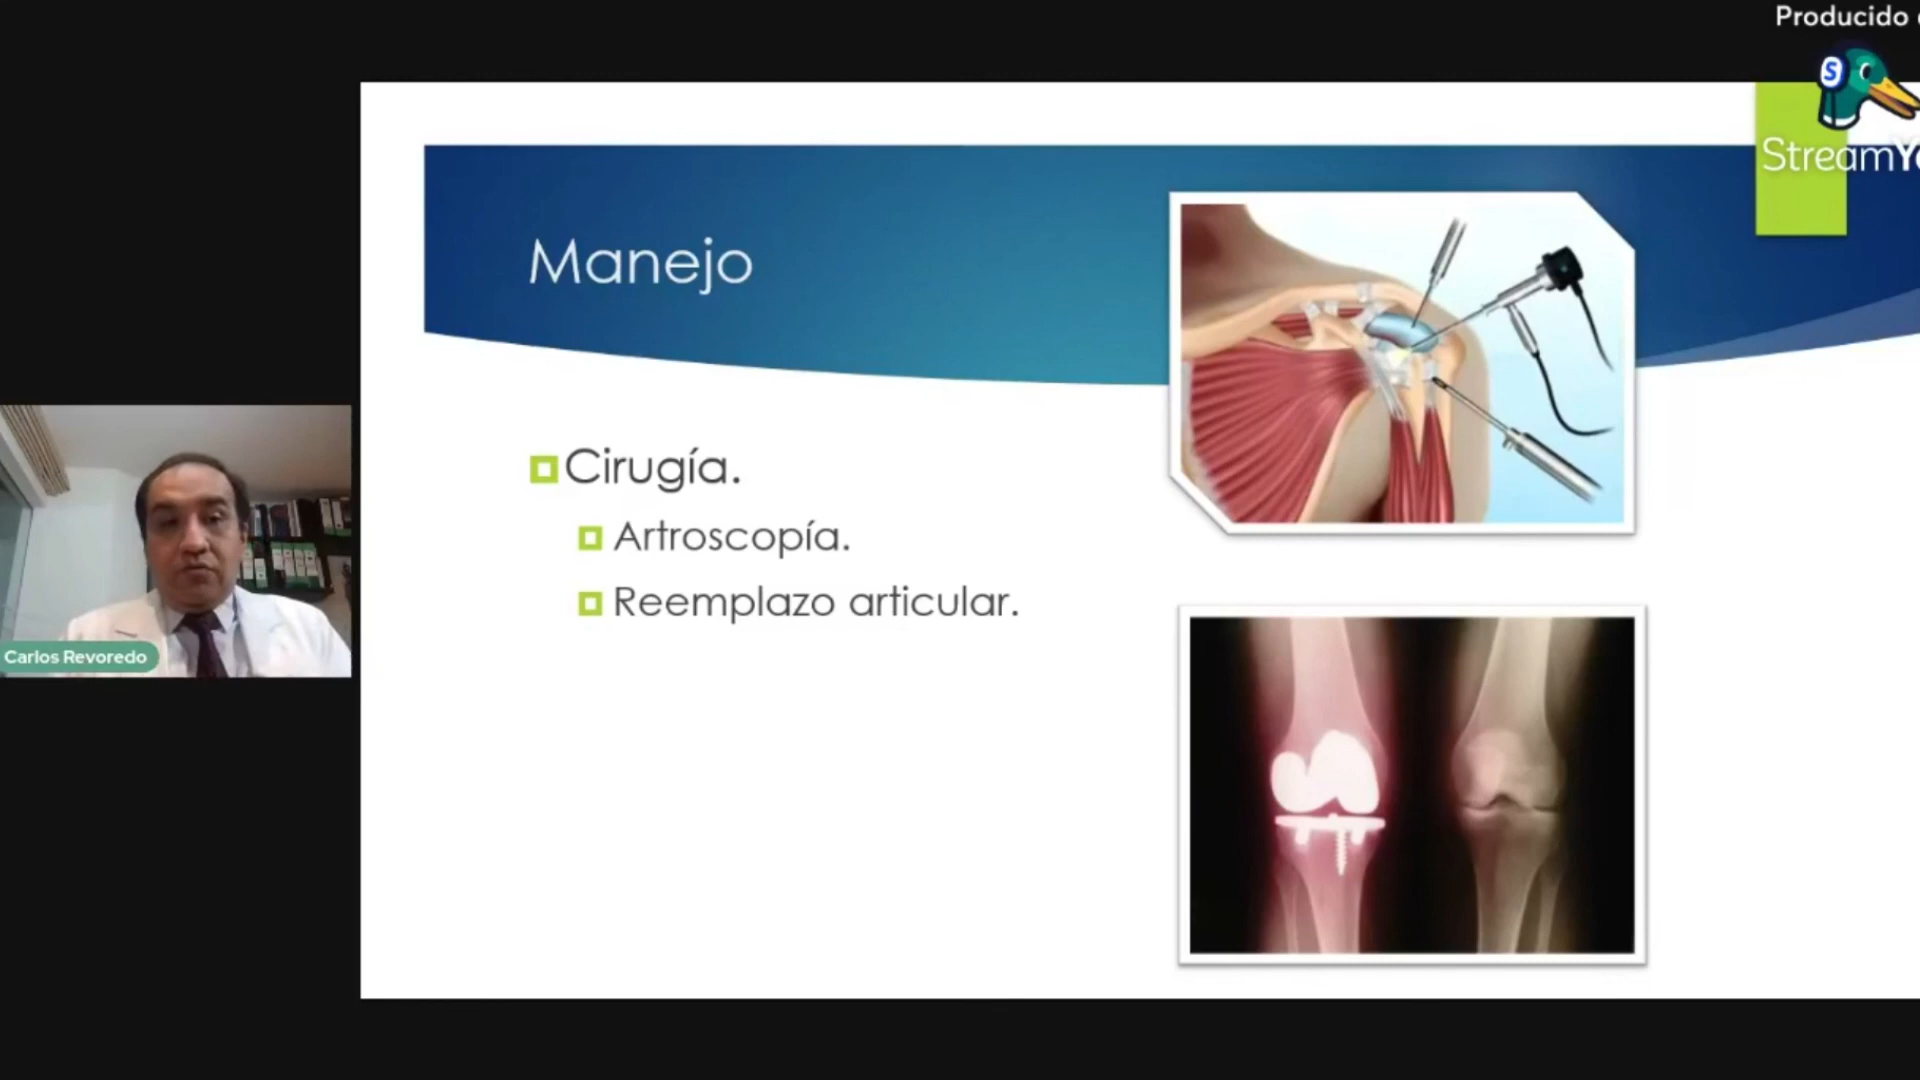 Producido
StreamY
Manejo
Cirugía.
Artroscopía.
Reemplazo articular.
Carlos Revoredo